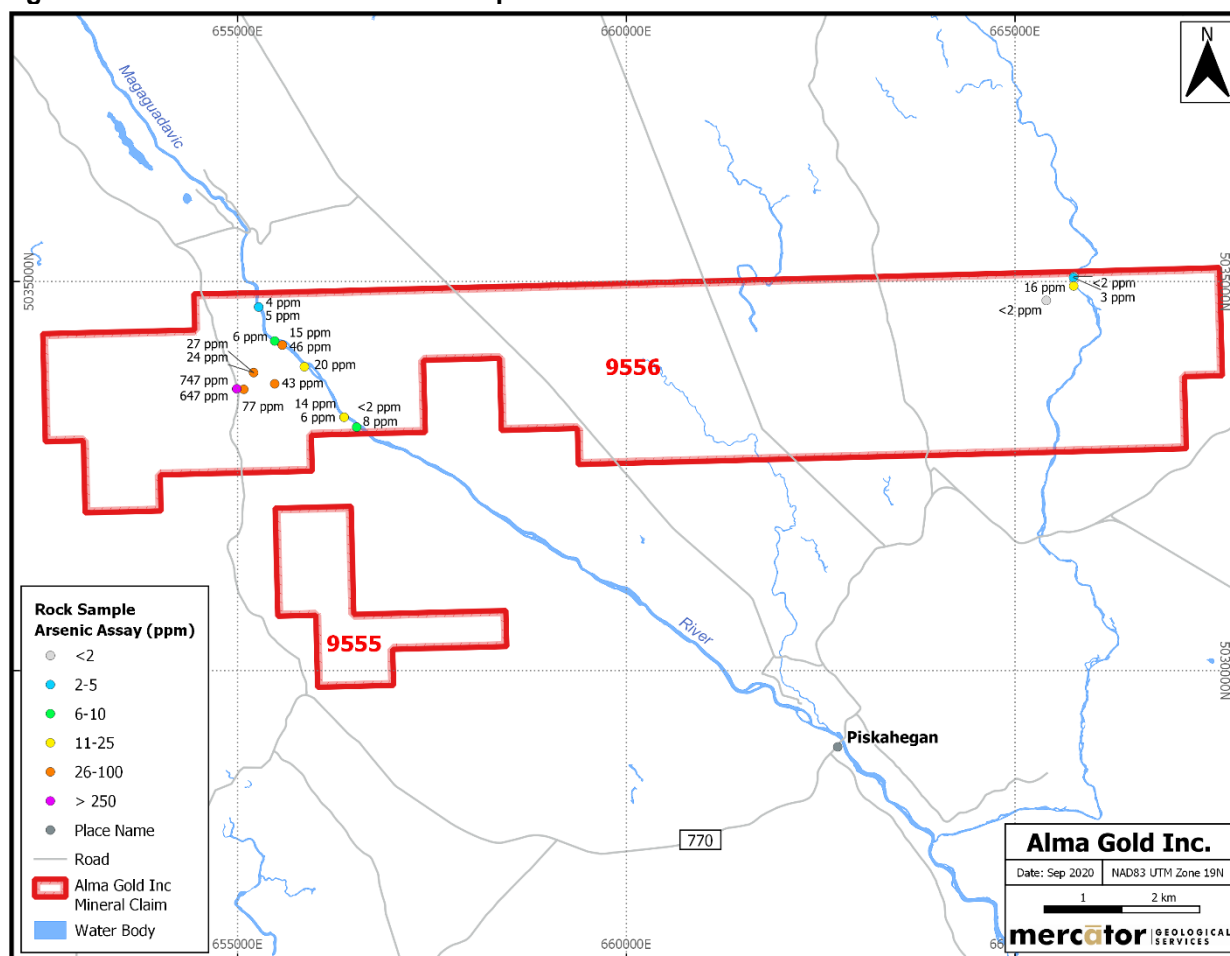 655000E
660000E
665000E
N
Magaguadavic
5035000N
5035000N
4 ppm
5 ppm
16 ppm
<2 ppm
3 ppm
<2 ppm
6 ppm
15 ppm
46 ppm
27 ppm
24 ppm
20 ppm
9556
747 ppm
647 ppm
43 ppm
77 ppm
14 ppm
6 ppm
<2 ppm
8 ppm
Rock Sample
Arsenic Assay (ppm)
<2
2-5
6-10
11-25
26-100
> 250
Place Name
Road
Alma Gold Inc
Mineral Claim
Water Body
9555
River
5030000N
Piskahegan
770
Alma Gold Inc.
Date: Sep 2020
NAD83 UTM Zone 19N
1
2 km
mercātor GEOLOGICAL
SERVICES
655000E
660000E